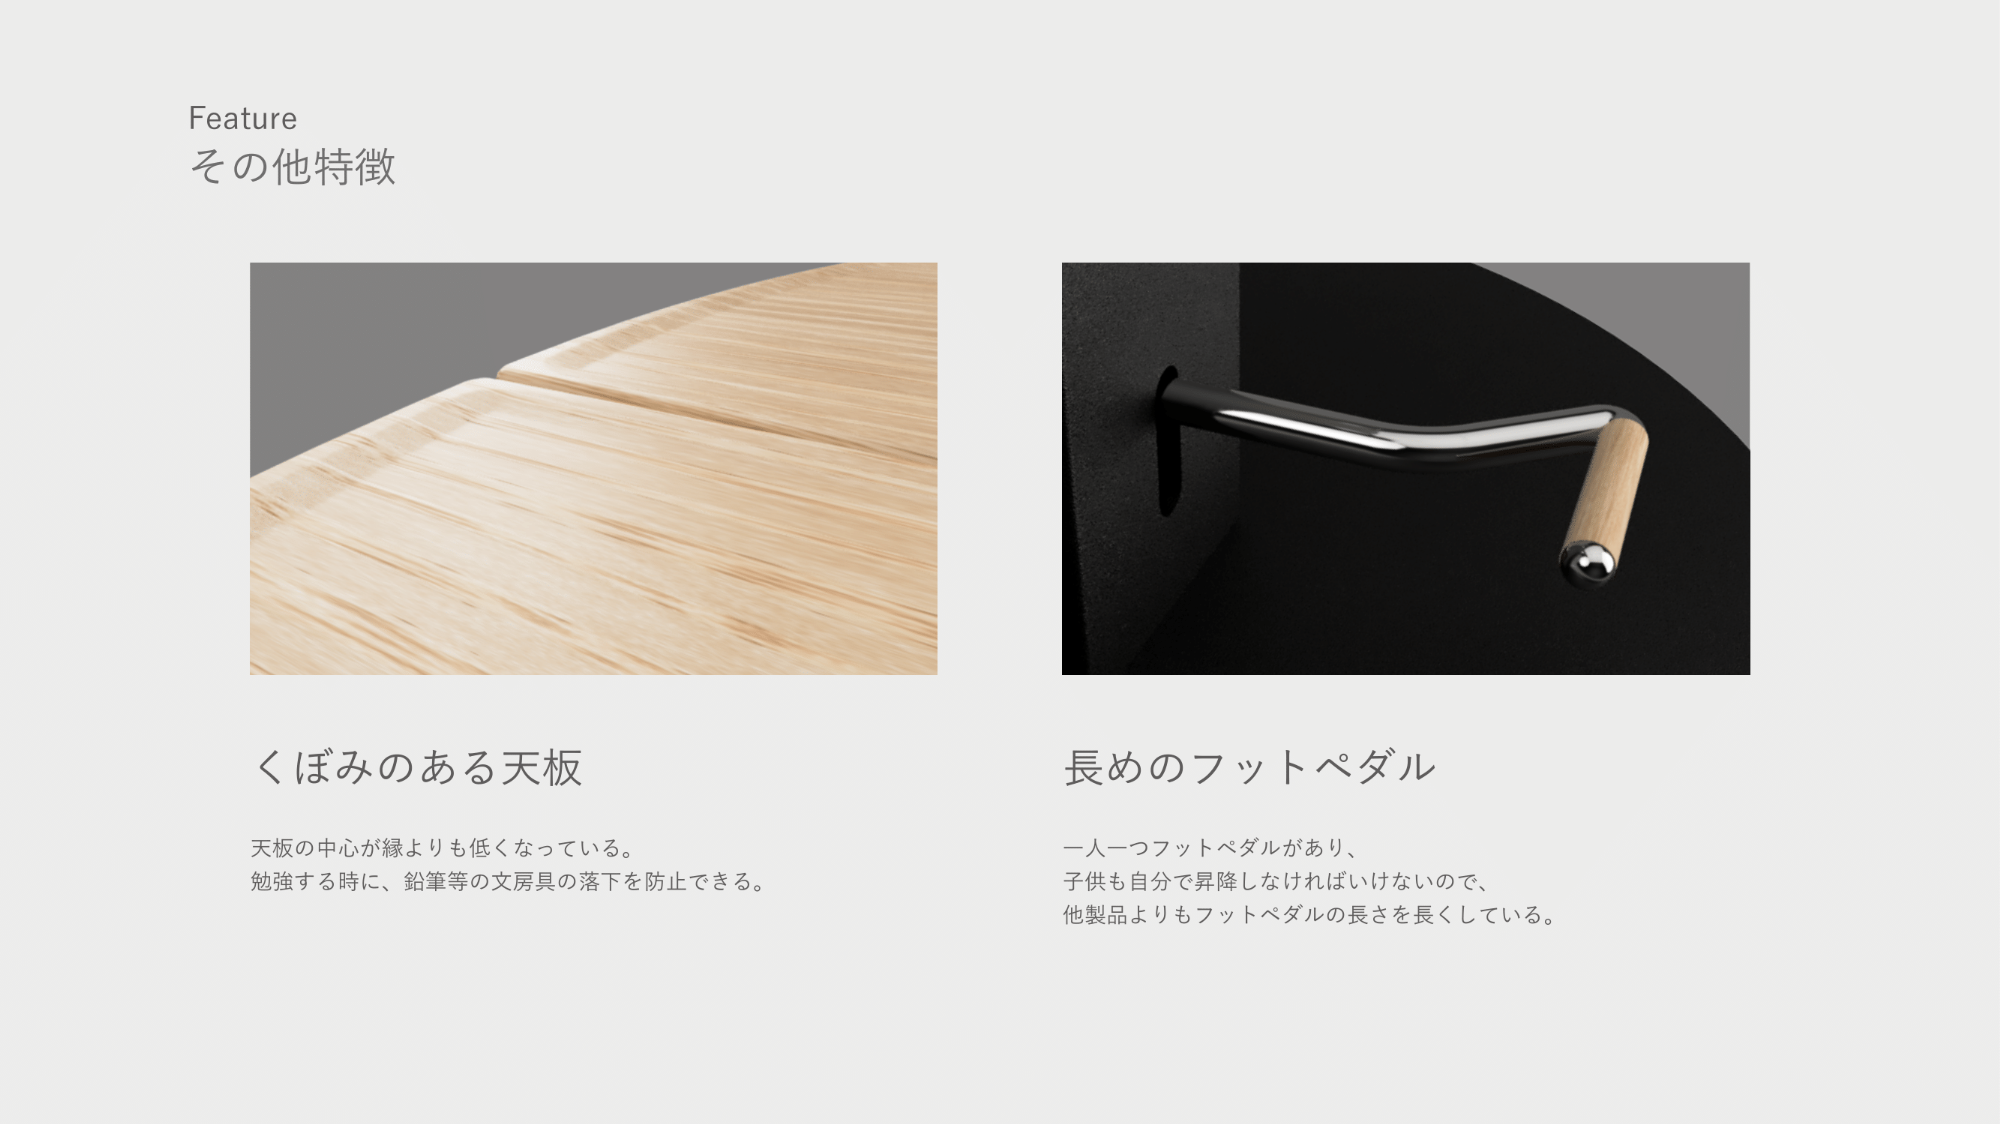 Feature
その他特徴
くぼみのある天板
天板の中心が縁よりも低くなっている。
勉強する時に、鉛筆等の文房具の落下を防止できる。
長めのフットペダル
一人一つフットペダルがあり、
子供も自分で昇降しなければいけないので、
他製品よりもフットペダルの長さを長くしている。